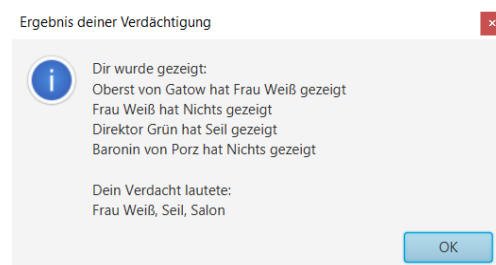 Ergebnis deiner Verdächtigung
Dir wurde gezeigt:
Oberst von Gatow hat Frau Weiß gezeigt
Frau Weiß hat Nichts gezeigt
Direktor Grün hat Seil gezeigt
Baronin von Porz hat Nichts gezeigt
Dein Verdacht lautete:
Frau Weiß, Seil, Salon
OK